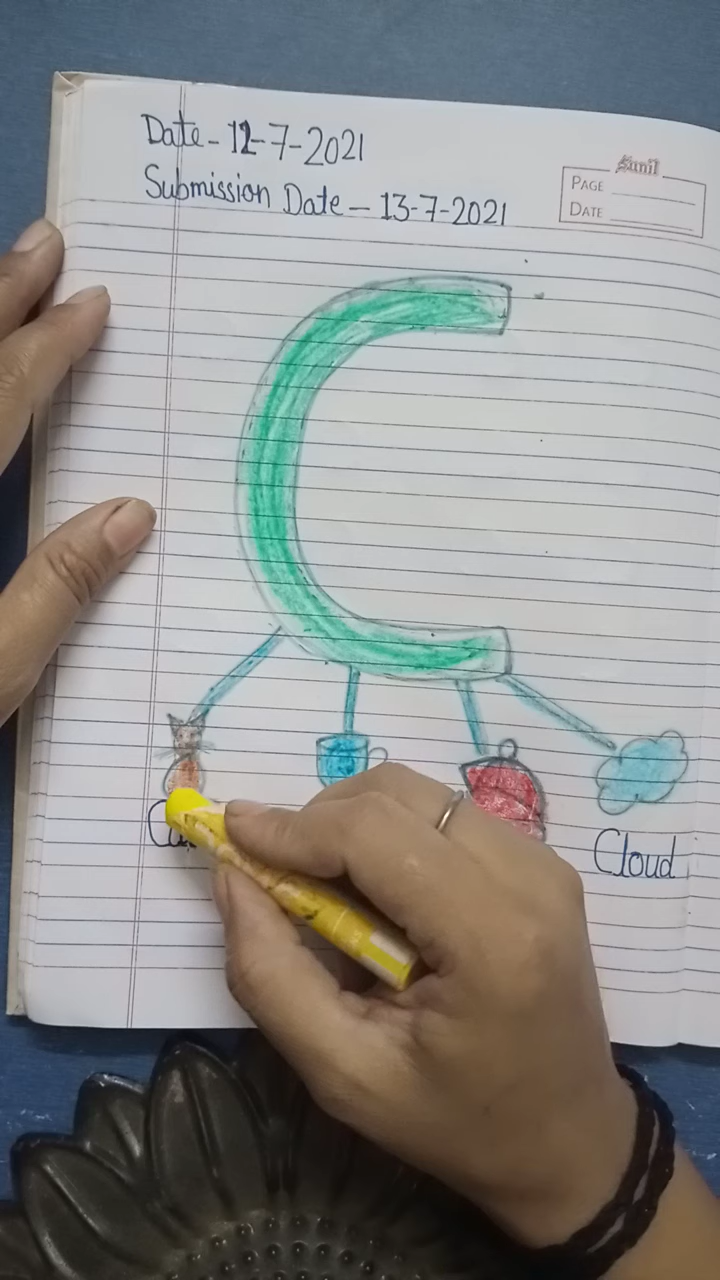 Date - 12-7-2021
Submission Date - 13-7-2021
Sunil
PAGE
DATE
Cloud